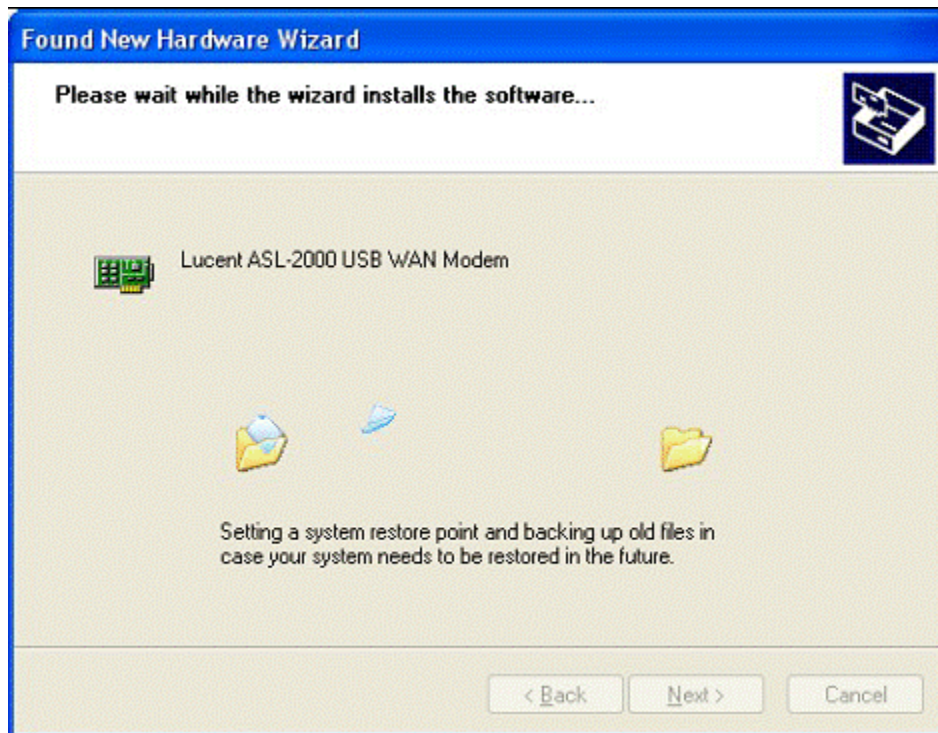 Found New Hardware Wizard
Please wait while the wizard installs the software...
Lucent ASL-2000 USB WAN Modem
Setting a system restore point and backing up old files in
case your system needs to be restored in the future.
< Back
Next >
Cancel